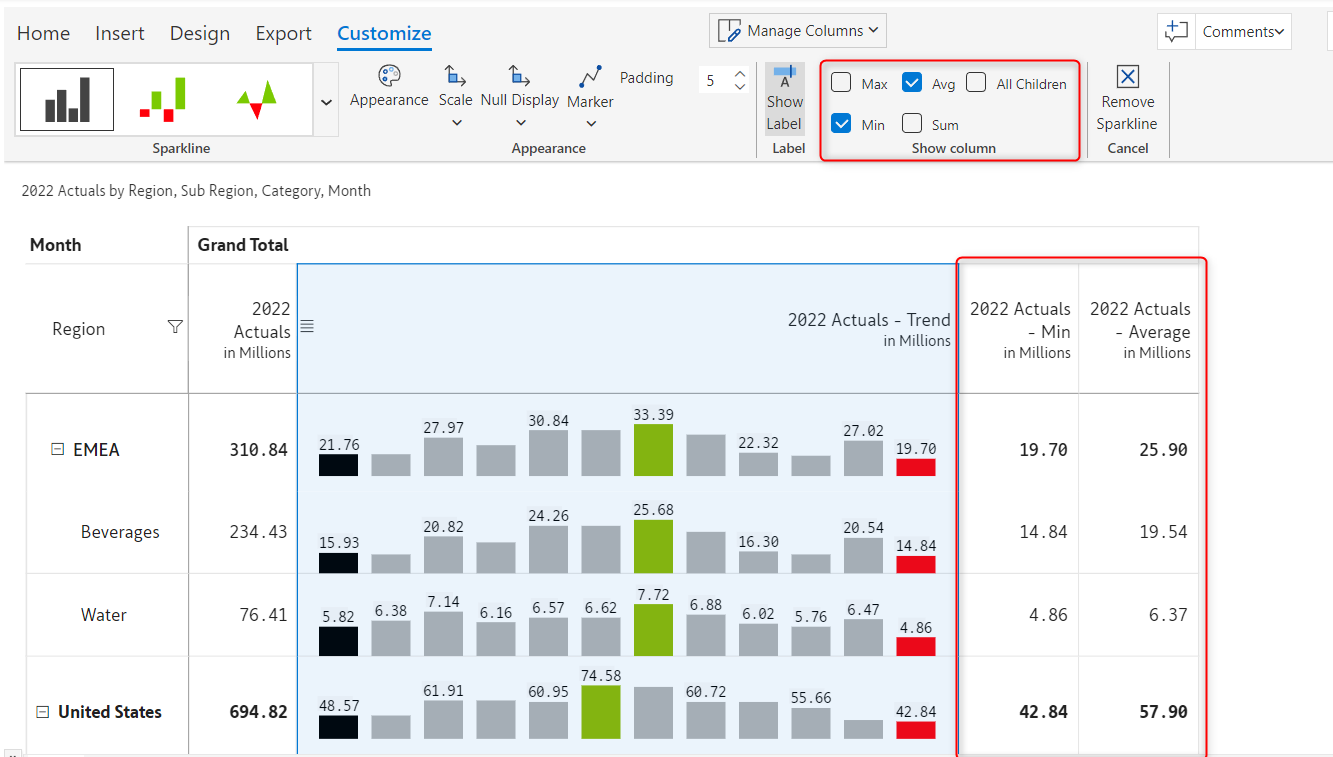 Home Insert Design Export Customize Manage Columns Comments
Appearance Scale Null Display Marker Padding 5 Show Label Max Avg All Children Remove Sparkline
Min Sum
Sparkline Appearance Label Show column Cancel
2022 Actuals by Region, Sub Region, Category, Month
Month Grand Total
Region 2022 Actuals in Millions 2022 Actuals - Trend in Millions 2022 Actuals - Min in Millions 2022 Actuals - Average in Millions
EMEA 310.84 21.76 27.97 30.84 33.39 22.32 27.02 19.70 19.70 25.90
Beverages 234.43 15.93 20.82 24.26 25.68 16.30 20.54 14.84 14.84 19.54
Water 76.41 5.82 6.38 7.14 6.16 6.57 6.62 7.72 6.88 6.02 5.76 6.47 4.86 4.86 6.37
United States 694.82 48.57 61.91 60.95 74.58 60.72 55.66 42.84 42.84 57.90